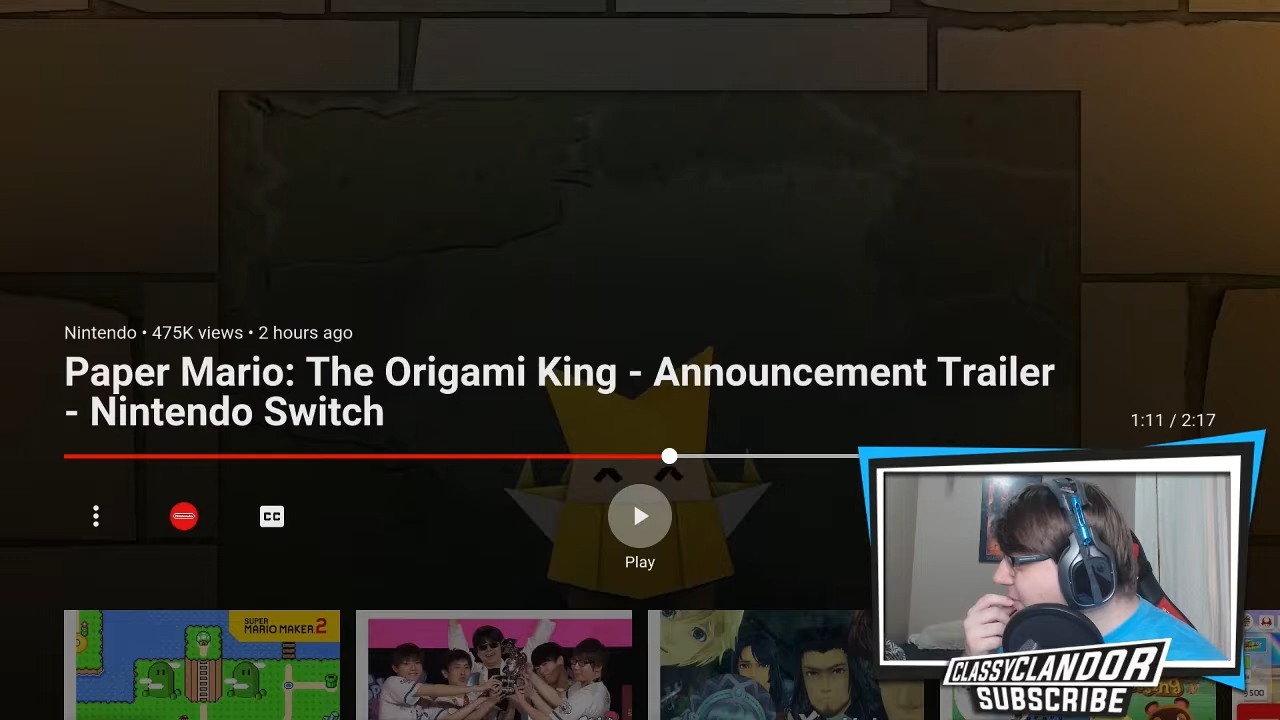 Nintendo • 475K views • 2 hours ago
Paper Mario: The Origami King - Announcement Trailer
- Nintendo Switch
1:11 / 2:17
Nintendo
CC
Play
SUPER
MARIO MAKER 2
CLASSYCLANDOR
SUBSCRIBE